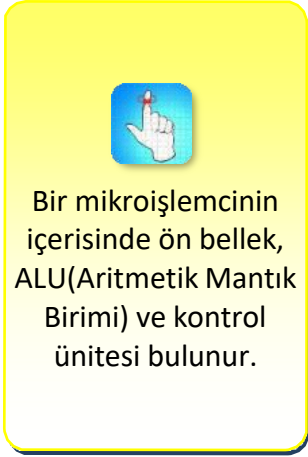 Bir mikroişlemcinin
içerisinde ön bellek,
ALU(Aritmetik Mantık
Birimi) ve kontrol
ünitesi bulunur.